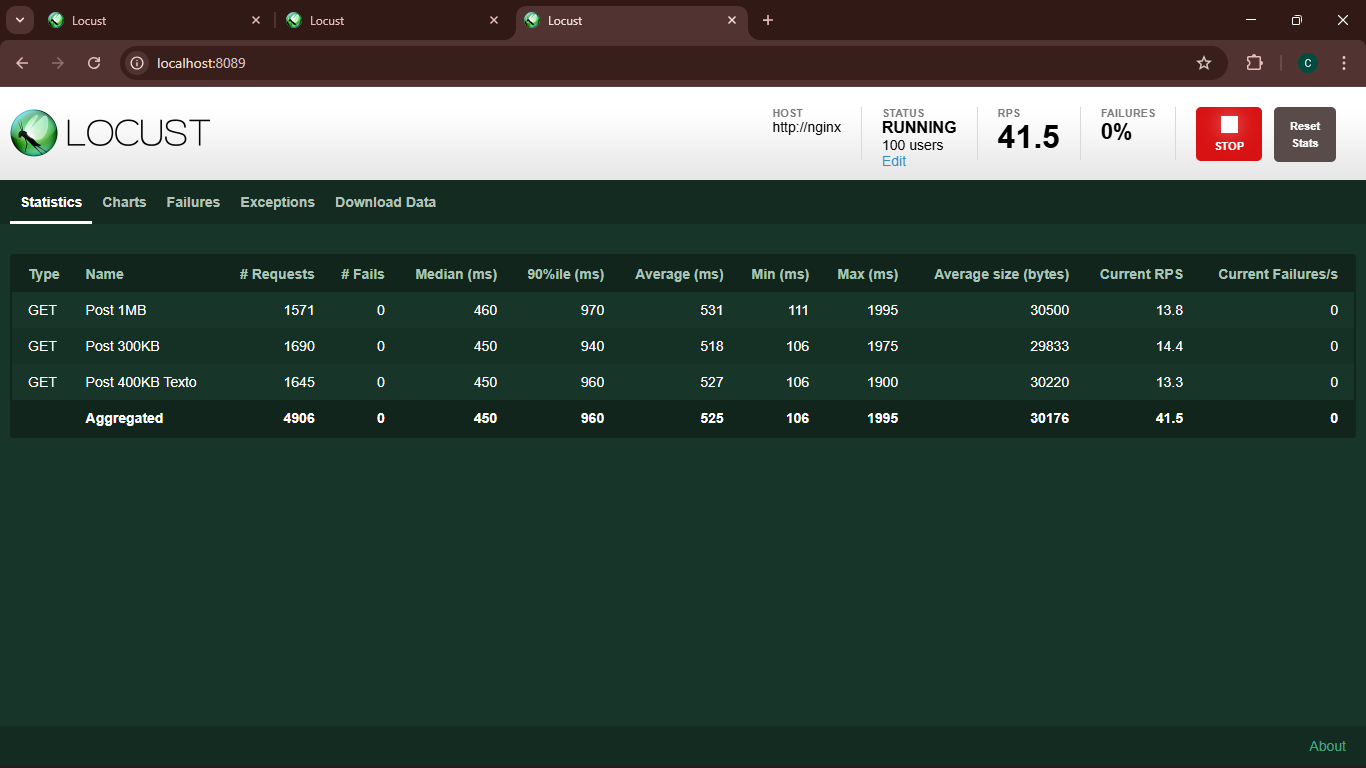 Locust
Locust
Locust
localhost:8089
C
LOCUST
HOST
http://nginx
STATUS
RUNNING
100 users
Edit
RPS
41.5
FAILURES
0%
STOP
Reset
Stats
Statistics Charts Failures Exceptions Download Data
Type Name # Requests # Fails Median (ms) 90%ile (ms) Average (ms) Min (ms) Max (ms) Average size (bytes) Current RPS Current Failures/s
GET Post 1MB 1571 0 460 970 531 111 1995 30500 13.8 0
GET Post 300KB 1690 0 450 940 518 106 1975 29833 14.4 0
GET Post 400KB Texto 1645 0 450 960 527 106 1900 30220 13.3 0
Aggregated 4906 0 450 960 525 106 1995 30176 41.5 0
About